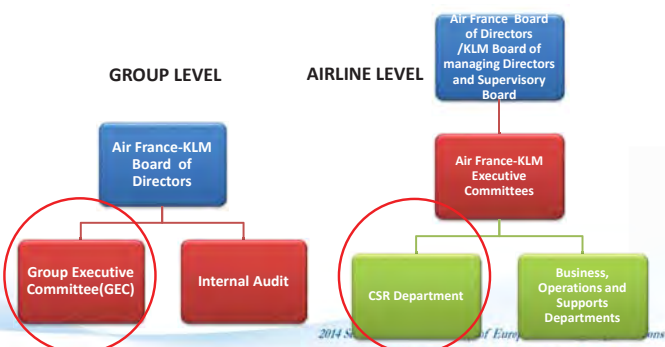 GROUP LEVEL
AIRLINE LEVEL
Air France Board
of Directors
/KLM Board of
managing Directors
and Supervisory
Board
Air France-KLM
Board of
Directors
Air France-KLM
Executive
Committees
Group Executive
Committee(GEC)
Internal Audit
CSR Department
Business,
Operations and
Supports
Departments
2014 of